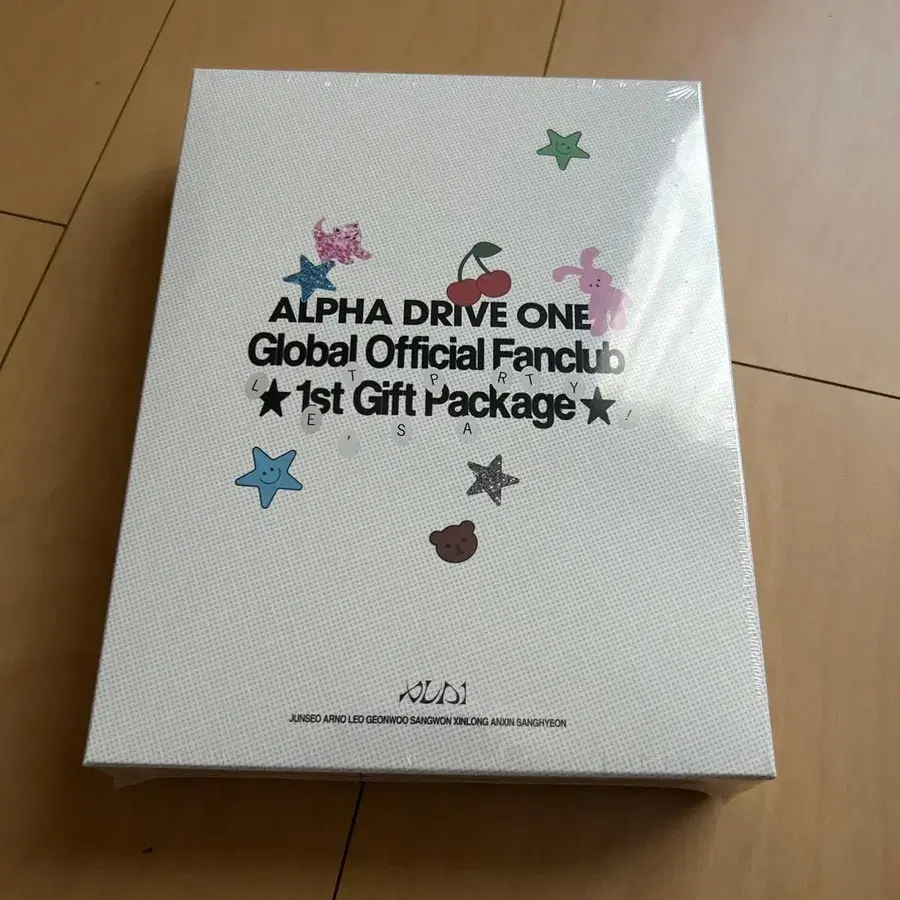 ALPHA DRIVE ONE
Global Official Fanclub
★ 1st Gift Package ★
LET'S PARTY!
JUNSEO ARNO LEO GEONWOO SANGWON XINLONG ANXIN SANGHYEON